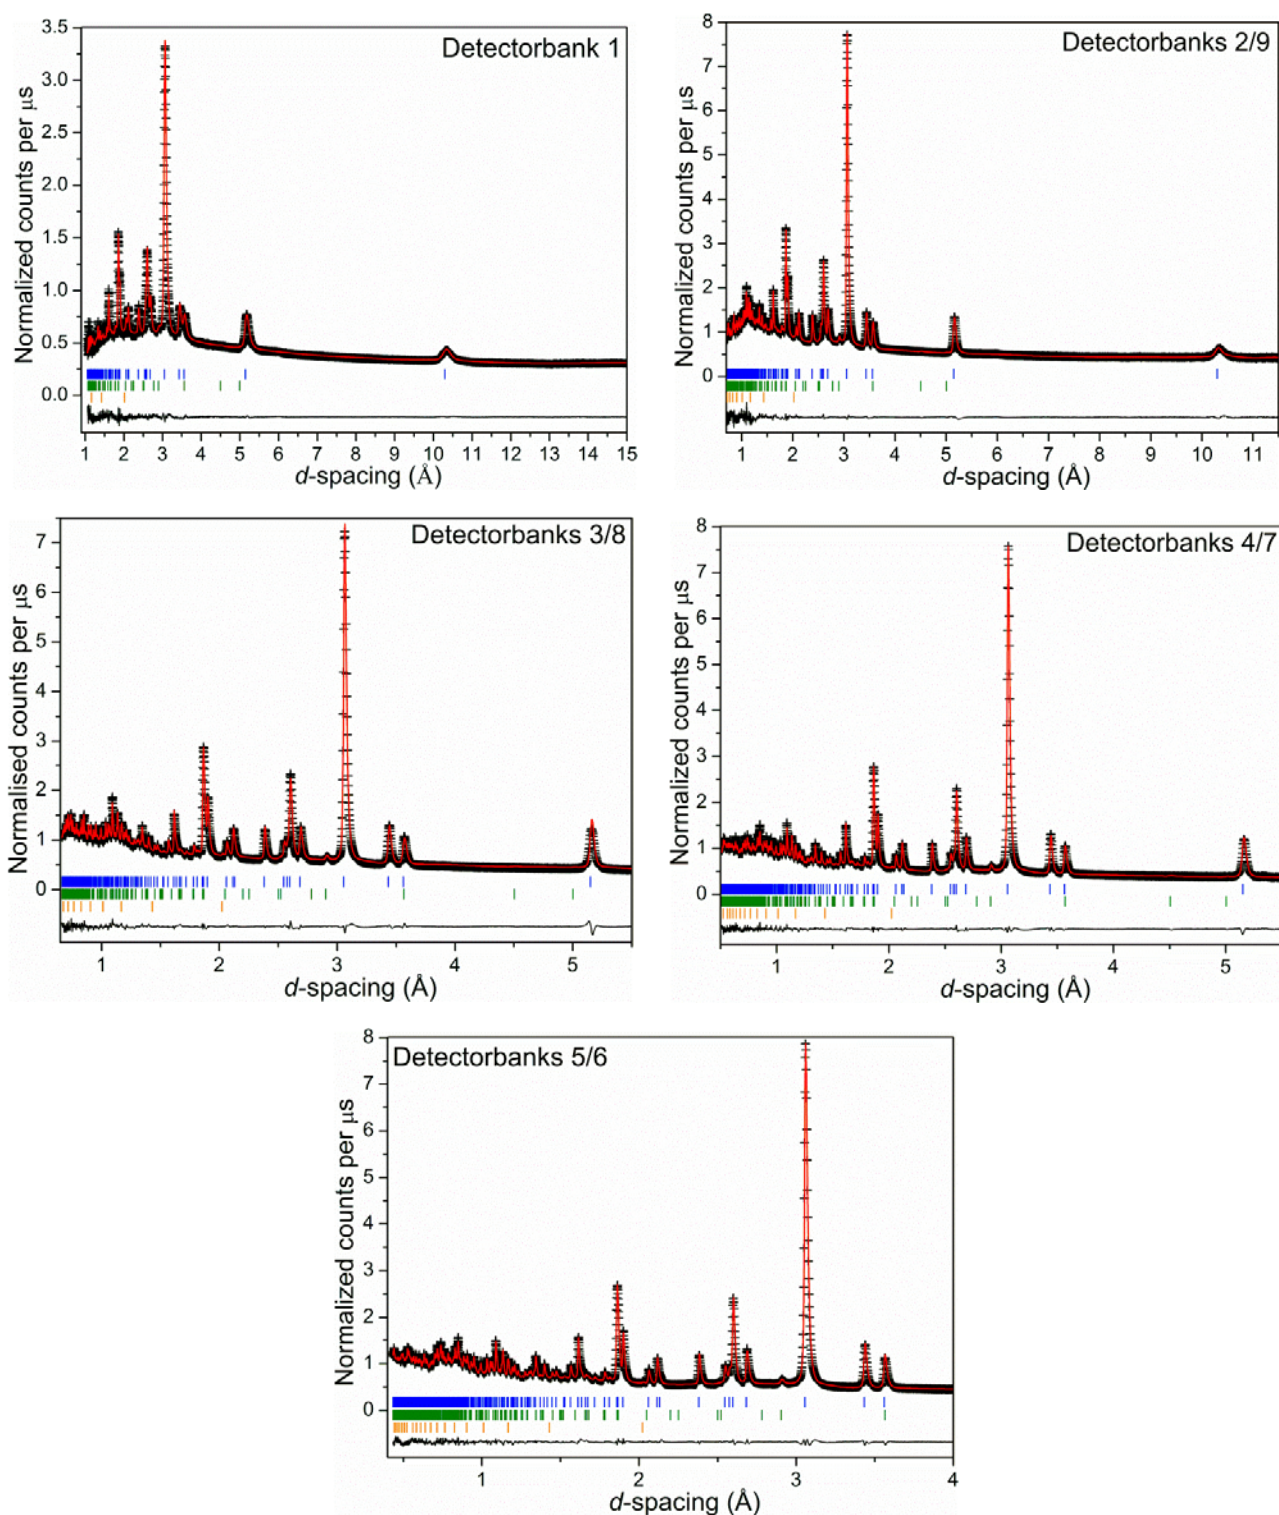 Detectorbank 1
Normalized counts per μs
3.5
3.0
2.5
2.0
1.5
1.0
0.5
0.0
1 2 3 4 5 6 7 8 9 10 11 12 13 14 15
d-spacing (Å)
Detectorbanks 2/9
Normalized counts per μs
8
7
6
5
4
3
2
1
0
1 2 3 4 5 6 7 8 9 10 11
d-spacing (Å)
Detectorbanks 3/8
Normalised counts per μs
7
6
5
4
3
2
1
0
1 2 3 4 5
d-spacing (Å)
Detectorbanks 4/7
Normalized counts per μs
8
7
6
5
4
3
2
1
0
1 2 3 4 5
d-spacing (Å)
Detectorbanks 5/6
Normalized counts per μs
8
7
6
5
4
3
2
1
0
1 2 3 4
d-spacing (Å)